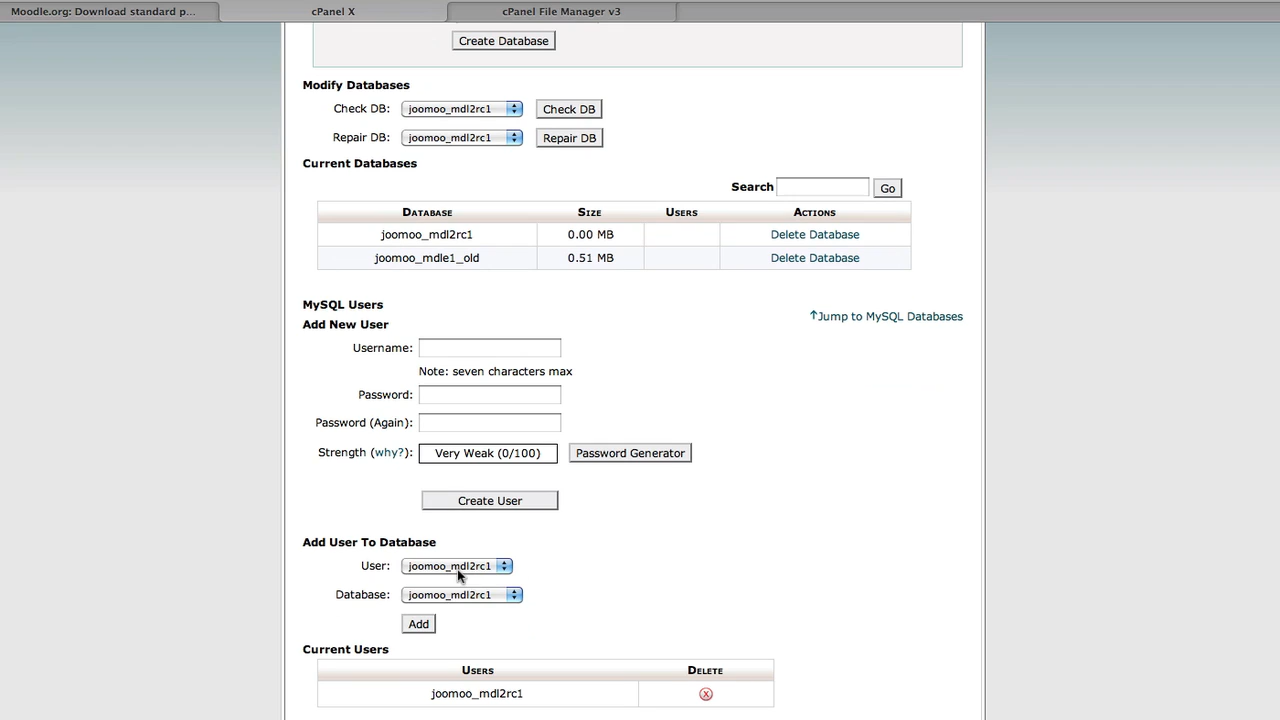 Moodle.org: Download standard p... cPanel X cPanel File Manager v3
Create Database
Modify Databases
Check DB: joomoo_mdl2rc1 Check DB
Repair DB: joomoo_mdl2rc1 Repair DB
Current Databases
Search Go
DATABASE SIZE USERS ACTIONS
joomoo_mdl2rc1 0.00 MB Delete Database
joomoo_mdle1_old 0.51 MB Delete Database
MySQL Users
↑Jump to MySQL Databases
Add New User
Username:
Note: seven characters max
Password:
Password (Again):
Strength (why?): Very Weak (0/100) Password Generator
Create User
Add User To Database
User: joomoo_mdl2rc1
Database: joomoo_mdl2rc1
Add
Current Users
USERS DELETE
joomoo_mdl2rc1 X